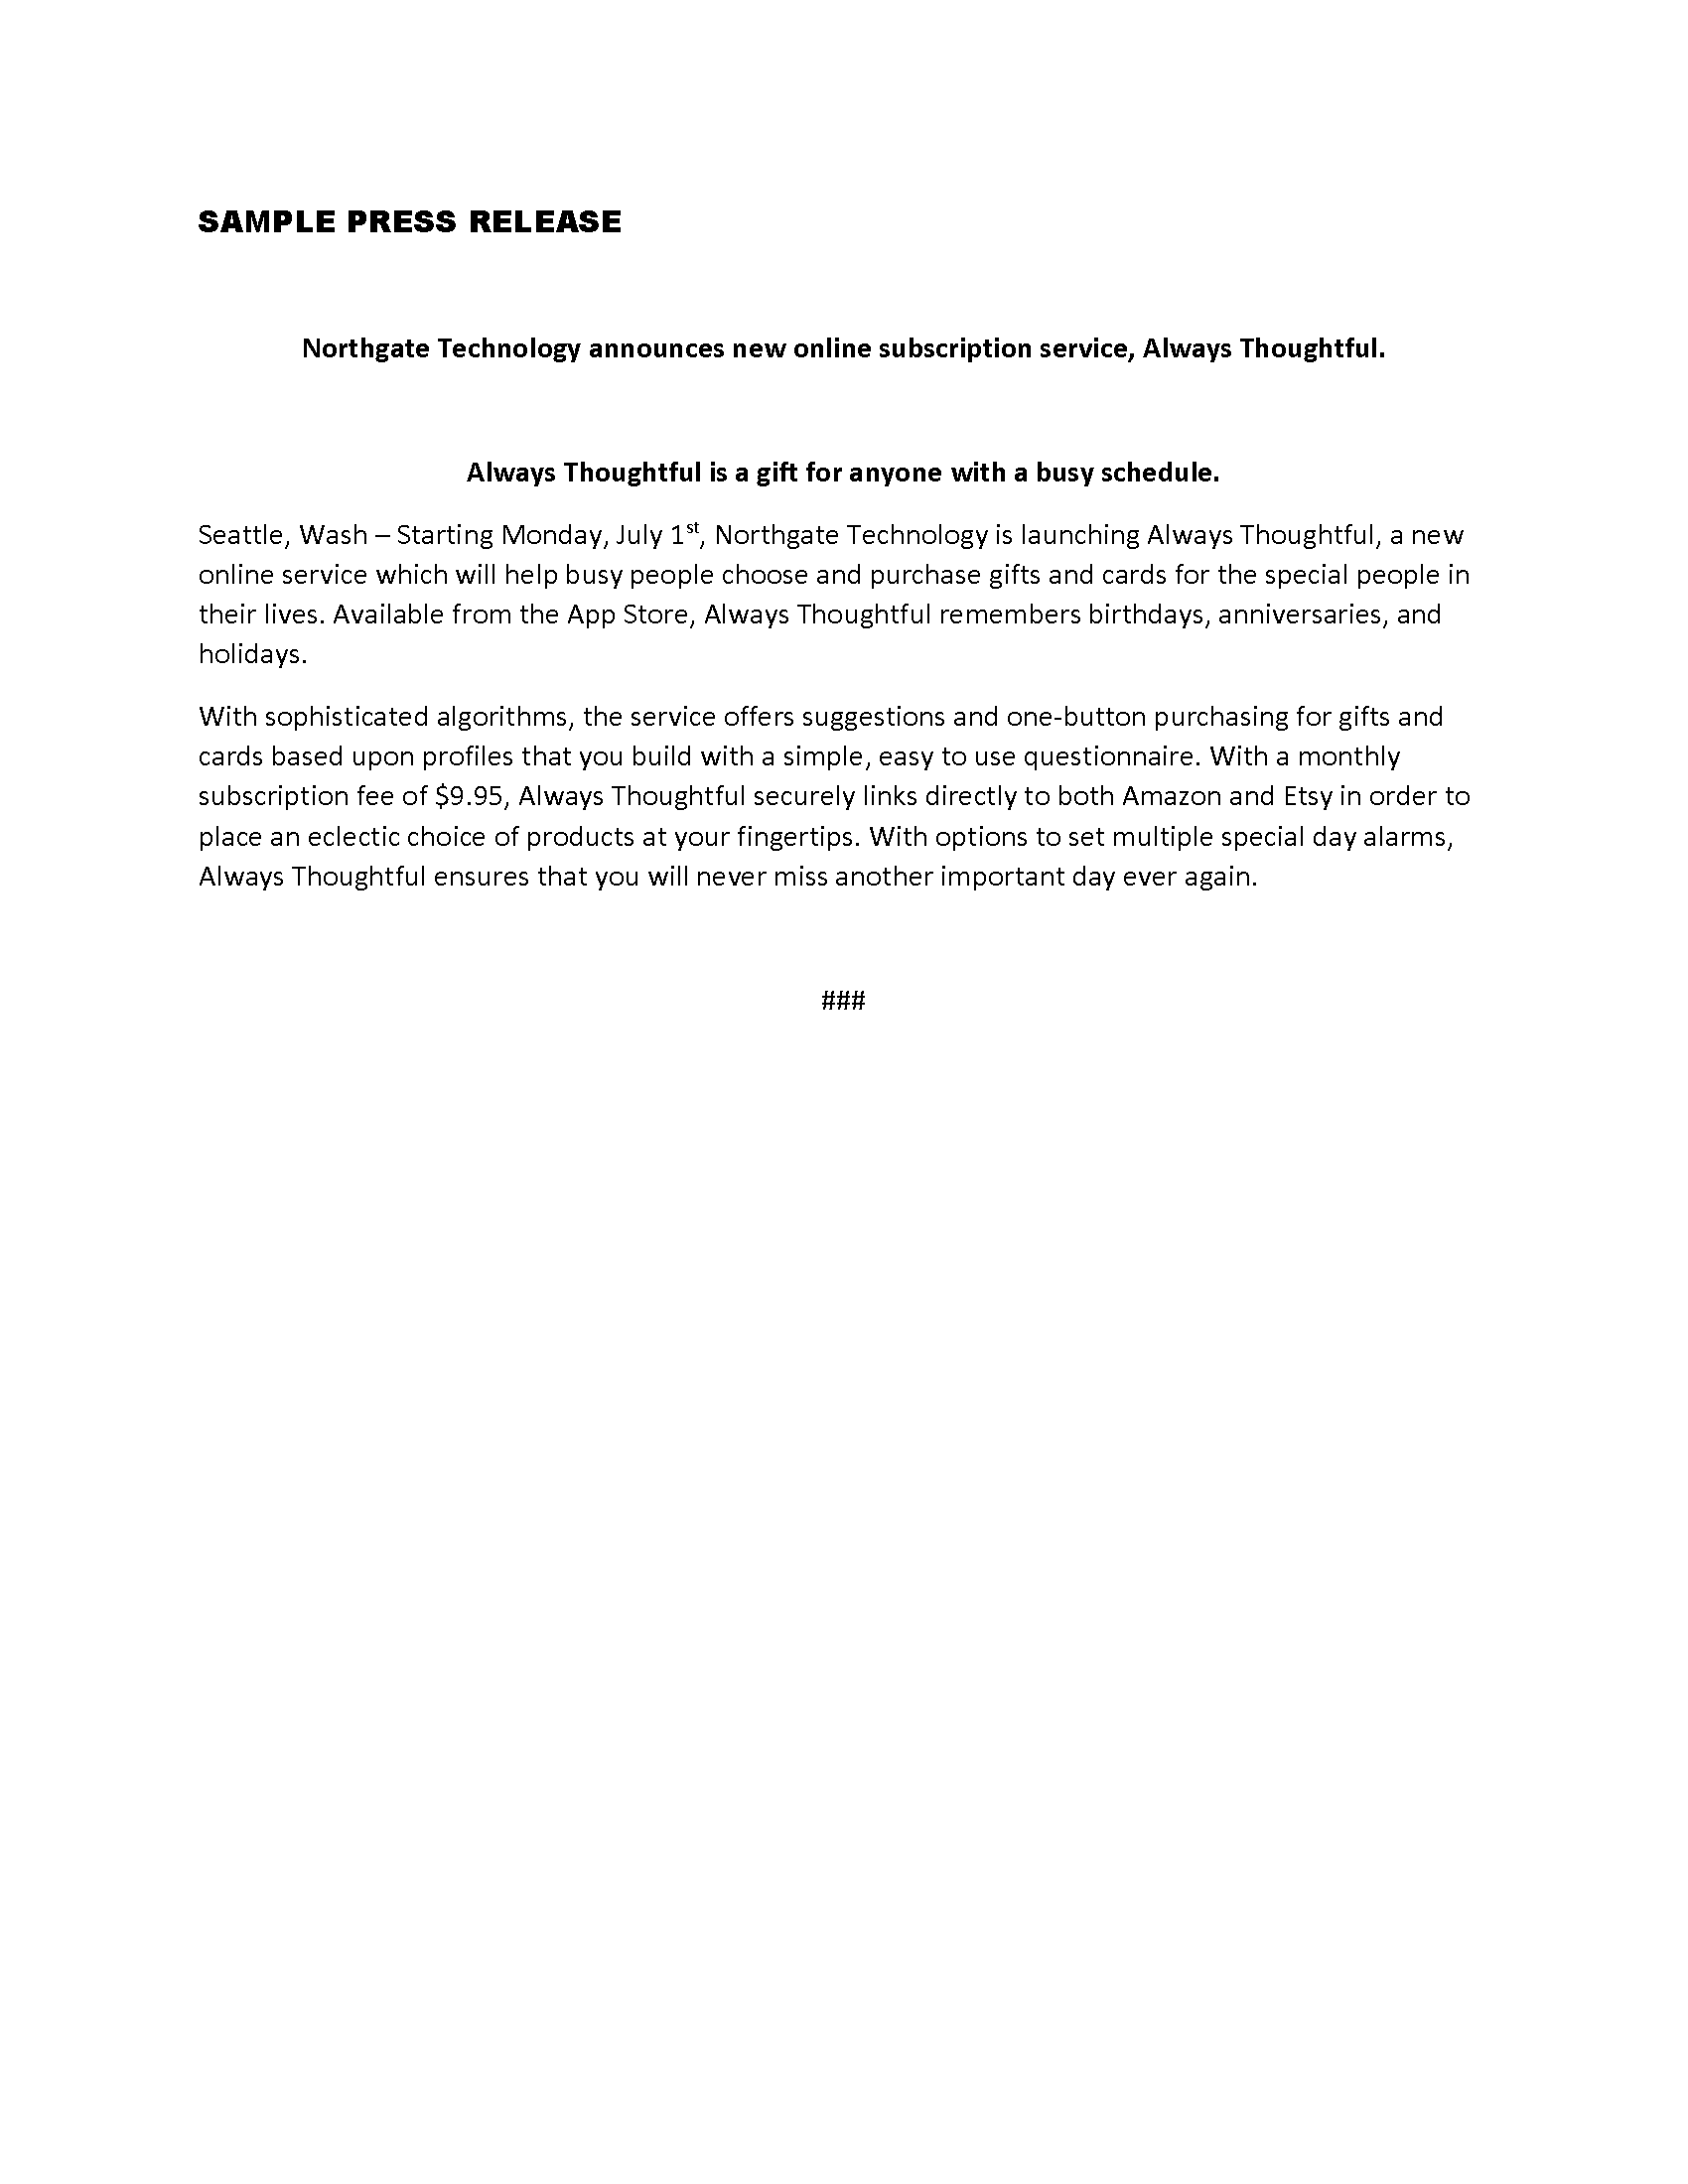 SAMPLE PRESS RELEASE
Northgate Technology announces new online subscription service, Always Thoughtful.
Always Thoughtful is a gift for anyone with a busy schedule.
Seattle, Wash – Starting Monday, July 1st, Northgate Technology is launching Always Thoughtful, a new
online service which will help busy people choose and purchase gifts and cards for the special people in
their lives. Available from the App Store, Always Thoughtful remembers birthdays, anniversaries, and
holidays.
With sophisticated algorithms, the service offers suggestions and one-button purchasing for gifts and
cards based upon profiles that you build with a simple, easy to use questionnaire. With a monthly
subscription fee of $9.95, Always Thoughtful securely links directly to both Amazon and Etsy in order to
place an eclectic choice of products at your fingertips. With options to set multiple special day alarms,
Always Thoughtful ensures that you will never miss another important day ever again.
###